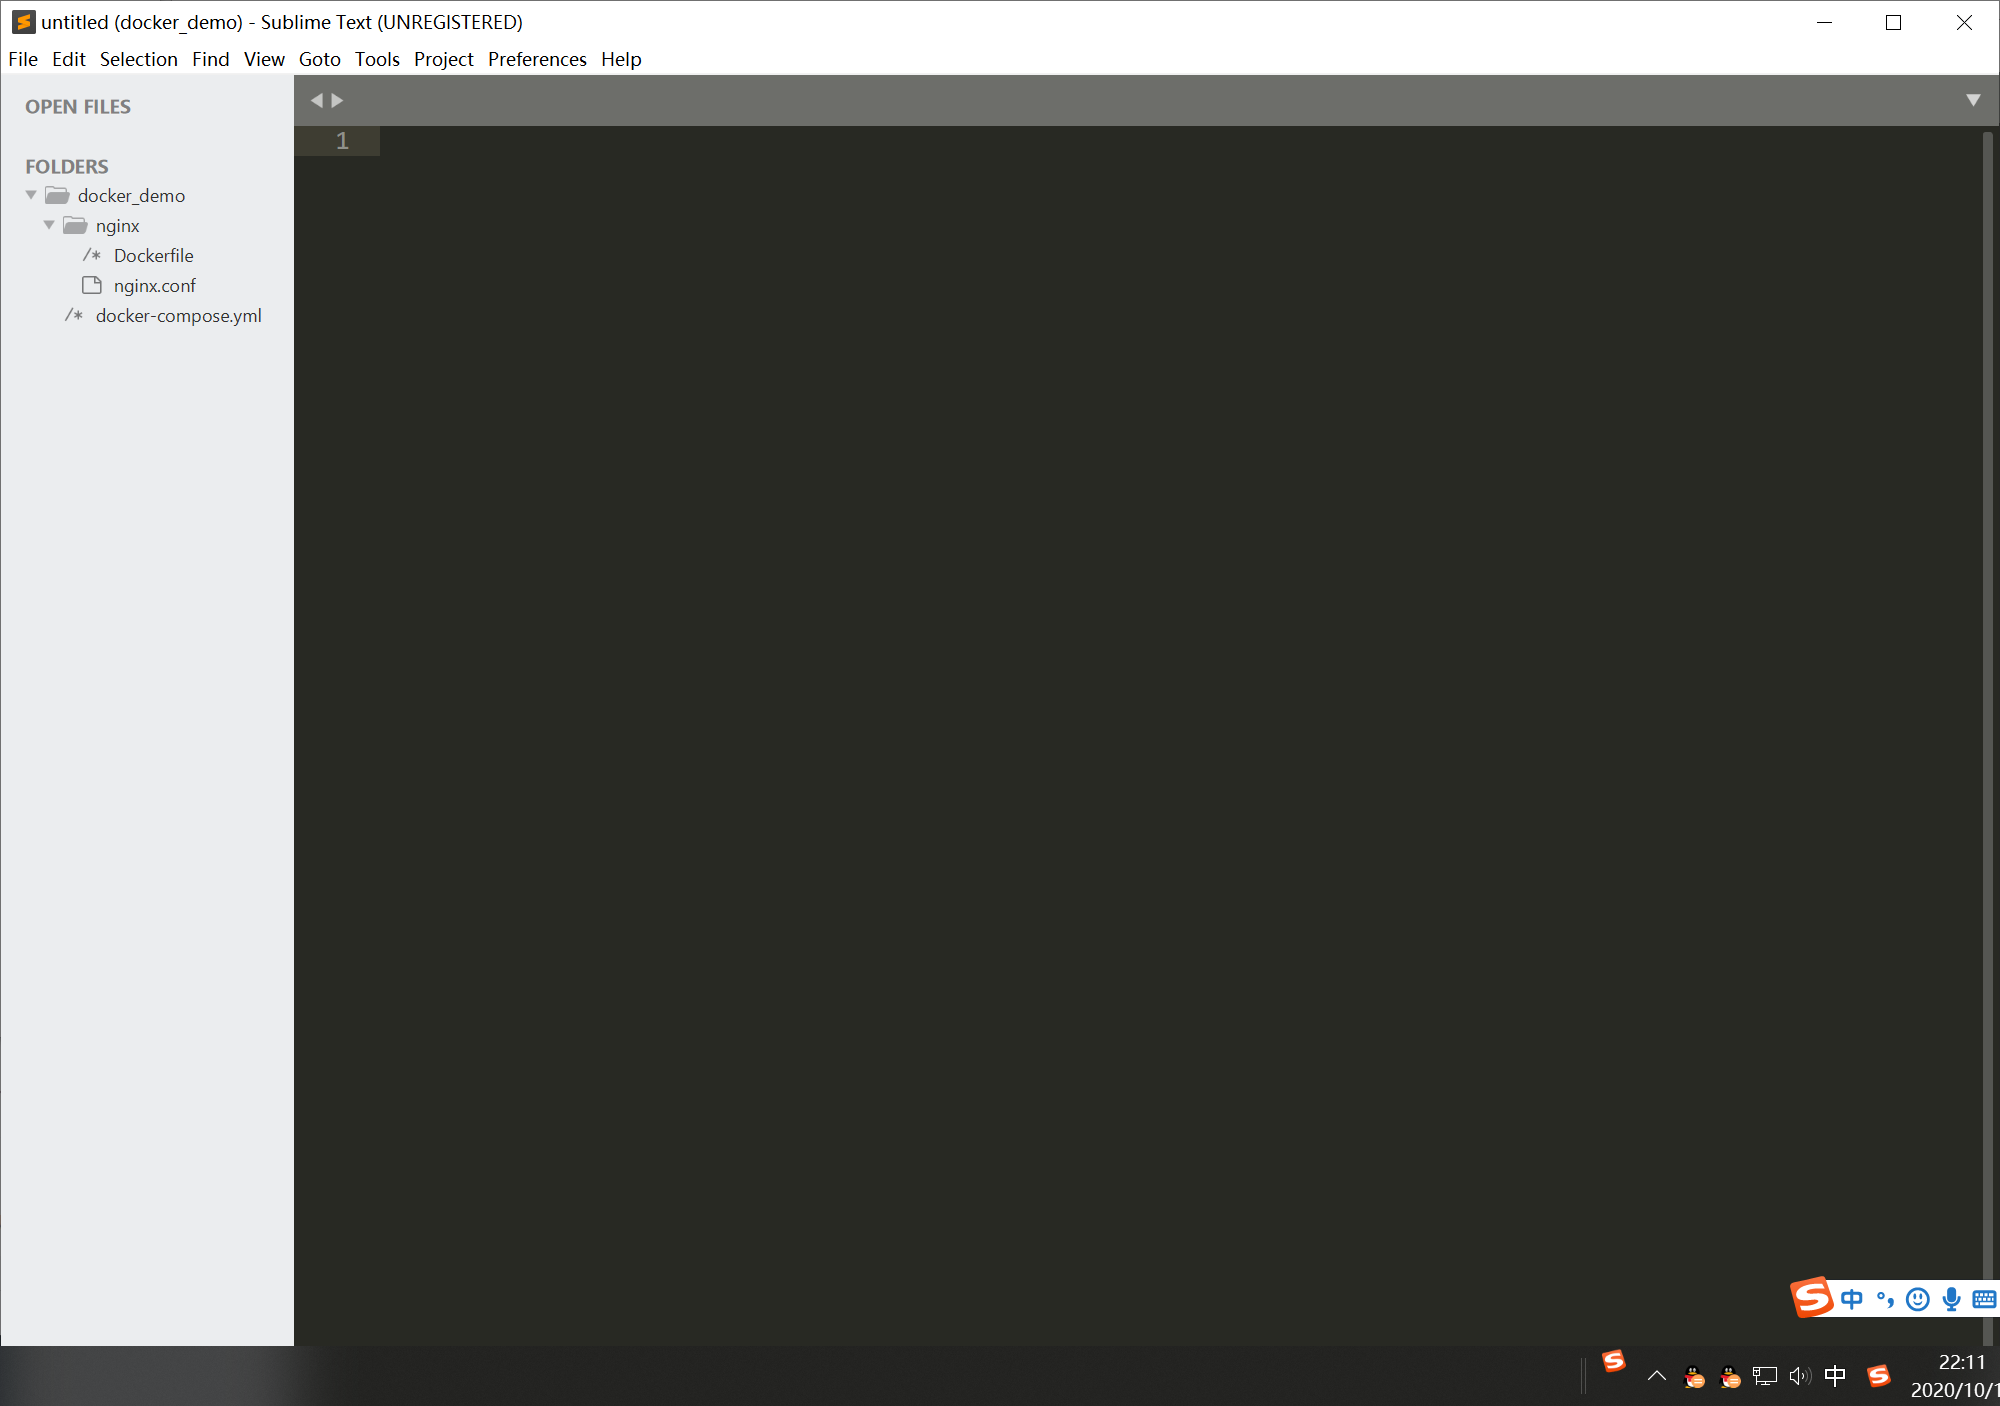 untitled (docker_demo) - Sublime Text (UNREGISTERED)
File Edit Selection Find View Goto Tools Project Preferences Help
OPEN FILES
1
FOLDERS
docker_demo
nginx
/* Dockerfile
nginx.conf
/* docker-compose.yml
中 °,
中
22:11
2020/10/1